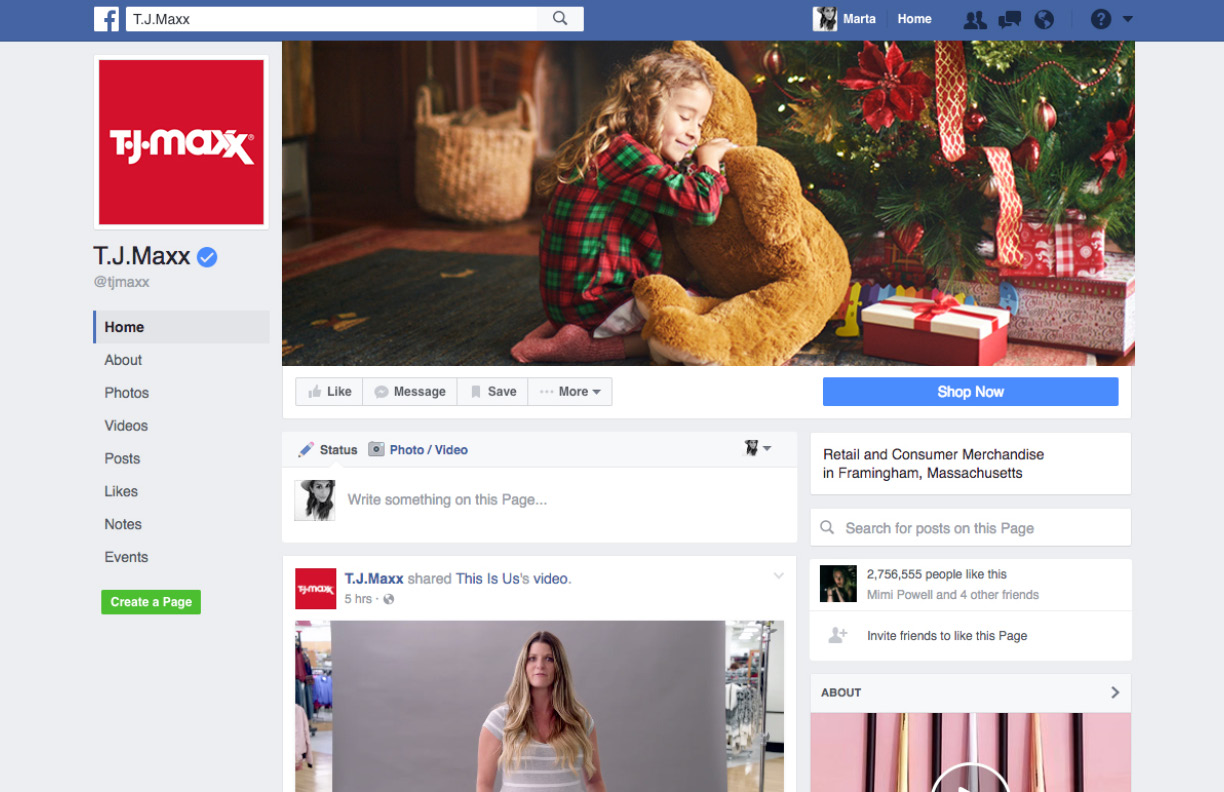 T.J.Maxx
Marta
Home
T·J·maxx®
T.J.Maxx
@tjmaxx
Home
About
Photos
Videos
Posts
Likes
Notes
Events
Create a Page
Like
Message
Save
More
Shop Now
Status
Photo / Video
Write something on this Page...
T.J.Maxx shared This Is Us's video.
5 hrs ·
T·J·maxx
Retail and Consumer Merchandise
in Framingham, Massachusetts
Search for posts on this Page
2,756,555 people like this
Mimi Powell and 4 other friends
Invite friends to like this Page
ABOUT